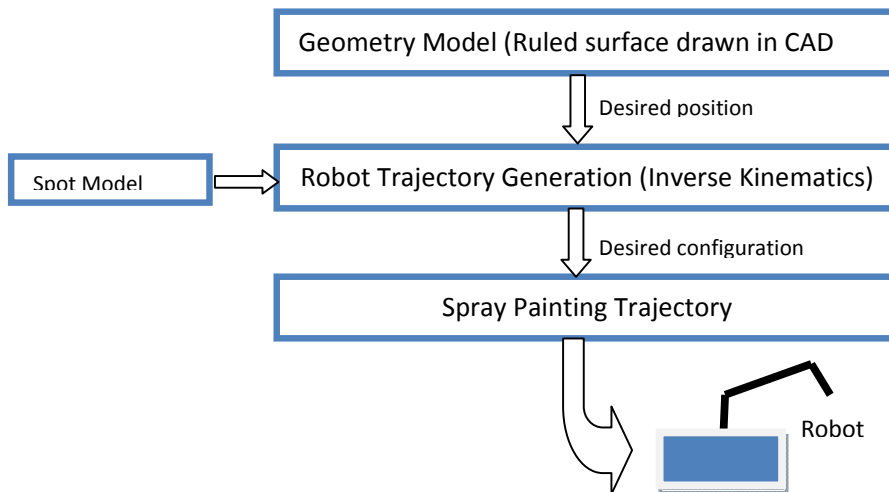 Geometry Model (Ruled surface drawn in CAD
Desired position
Spot Model
Robot Trajectory Generation (Inverse Kinematics)
Desired configuration
Spray Painting Trajectory
Robot